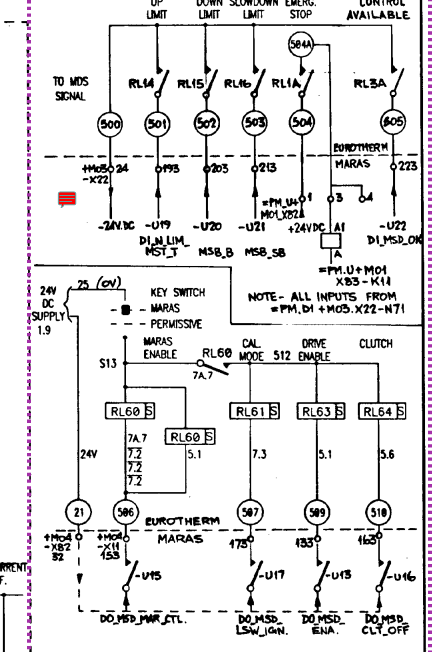 UP DOWN SLOWDOWN EMERG. CONTROL
LIMIT LIMIT LIMIT STOP AVAILABLE
504A
TO MDS
SIGNAL
RL14 RL15 RL16 RL1A RL3A
500 501 502 503 504 605
EUROTHERM
MARAS
+M03 24 193 203 213 223
-X22
=PM.U+ 1 3 4
M01 X82
-24V.DC -U19 -U20 -U21 +24VDC A1 -U22
DI_N_LIM_ MSB_B MSB_SB DI_MSD_OK
MST_T
A
=PM.U+M01
X83-K11
NOTE- ALL INPUTS FROM
=PM.D1 +M03.X22-N71
25 (0V)
24V
DC
SUPPLY
1.9
KEY SWITCH
MARAS
PERMISSIVE
MARAS
ENABLE
S13
RL60
7A.7
CAL. 512 DRIVE CLUTCH
MODE ENABLE
RL60 S RL61 S RL63 S RL64 S
RL60 S
7A.7
7.2
7.2
7.2
5.1
24V 7.3 5.1 5.6
21 506 507 509 510
EUROTHERM
MARAS
+M04 +M04 173 133 163
-X82 -X11
32 153
RRENT
F.
-U15 -U17 -U13 -U16
DO_MSD_MAR_CTL. DO_MSD_ DO_MSD_ DO_MSD_
LSW_IGN. ENA. CLT_OFF